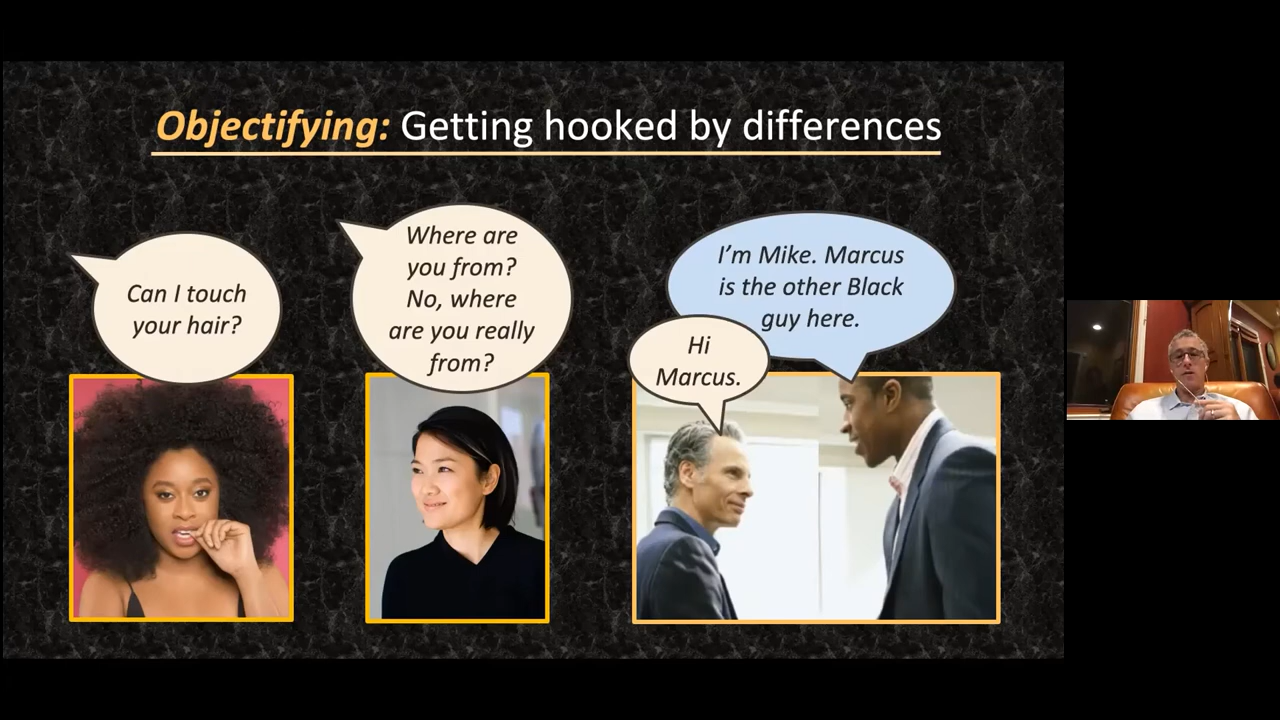 Objectifying: Getting hooked by differences
Can I touch
your hair?
Where are
you from?
No, where
are you really
from?
I’m Mike. Marcus
is the other Black
guy here.
Hi
Marcus.